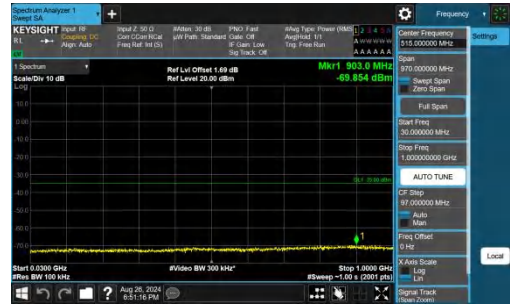 Spectrum Analyzer 1
Swept SA
Frequency
KEYSIGHT
Input: RF
Input Z: 50 Ω
#Atten: 30 dB
PNO: Fast
#Avg Type: Power (RMS
1 2 3 4 5 6
RL
Coupling: DC
Corr CCorr RCal
µW Path: Standard
Gate: Off
Avg|Hold: 1/1
Align: Auto
Freq Ref: Int (S)
IF Gain: Low
Trig: Free Run
Sig Track: Off
A A A A A A
Center Frequency
515.000000 MHz
Settings
Span
970.000000 MHz
Swept Span
Zero Span
Full Span
Start Freq
30.000000 MHz
Stop Freq
1.000000000 GHz
AUTO TUNE
CF Step
97.000000 MHz
Auto
Man
Freq Offset
0 Hz
X Axis Scale
Log
Lin
Signal Track
(Span Zoom)
Local
1 Spectrum
Scale/Div 10 dB
Ref Lvl Offset 1.69 dB
Ref Level 20.00 dBm
Mkr1 903.0 MHz
-69.854 dBm
Log
10.0
0.00
-10.0
-20.0
-30.0
-40.0
-50.0
-60.0
-70.0
1
Start 0.0300 GHz
#Video BW 300 kHz*
Stop 1.0000 GHz
#Res BW 100 kHz
#Sweep ~1.00 s (2001 pts)
?
Aug 26, 2024
6:51:16 PM